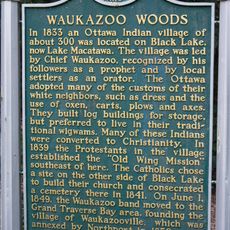 WAUKAZOO WOODS
In 1833 an Ottawa Indian village of
about 300 was located on Black Lake,
now Lake Macatawa. The village was led
by Chief Waukazoo, recognized by his
followers as a prophet and by local
settlers as an orator. The Ottawa
adopted many of the customs of their
white neighbors, such as dress and the
use of oxen, carts, plows and axes.
They built log buildings for storage,
but preferred to live in their tradi-
tional wigwams. Many of these Indians
were converted to Christianity. In
1839 the Protestants in the village
established the "Old Wing Mission"
southeast of here. The Catholics chose
a site on the other side of Black Lake
to build their church and consecrated
a cemetery there in 1841. On June 1,
1849, the Waukazoo band moved to the
Grand Traverse Bay area, founding the
village of Waukazooville which was
annexed by Northport in